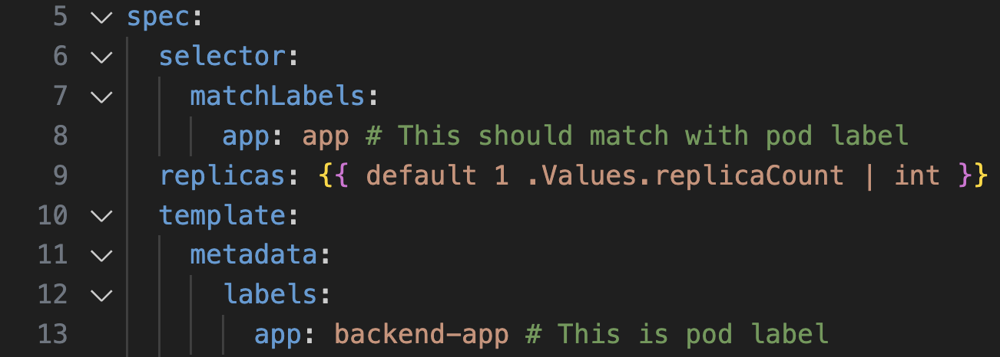 5 spec:
6 selector:
7 matchLabels:
8 app: app # This should match with pod label
9 replicas: {{ default 1 .Values.replicaCount | int }}
10 template:
11 metadata:
12 labels:
13 app: backend-app # This is pod label